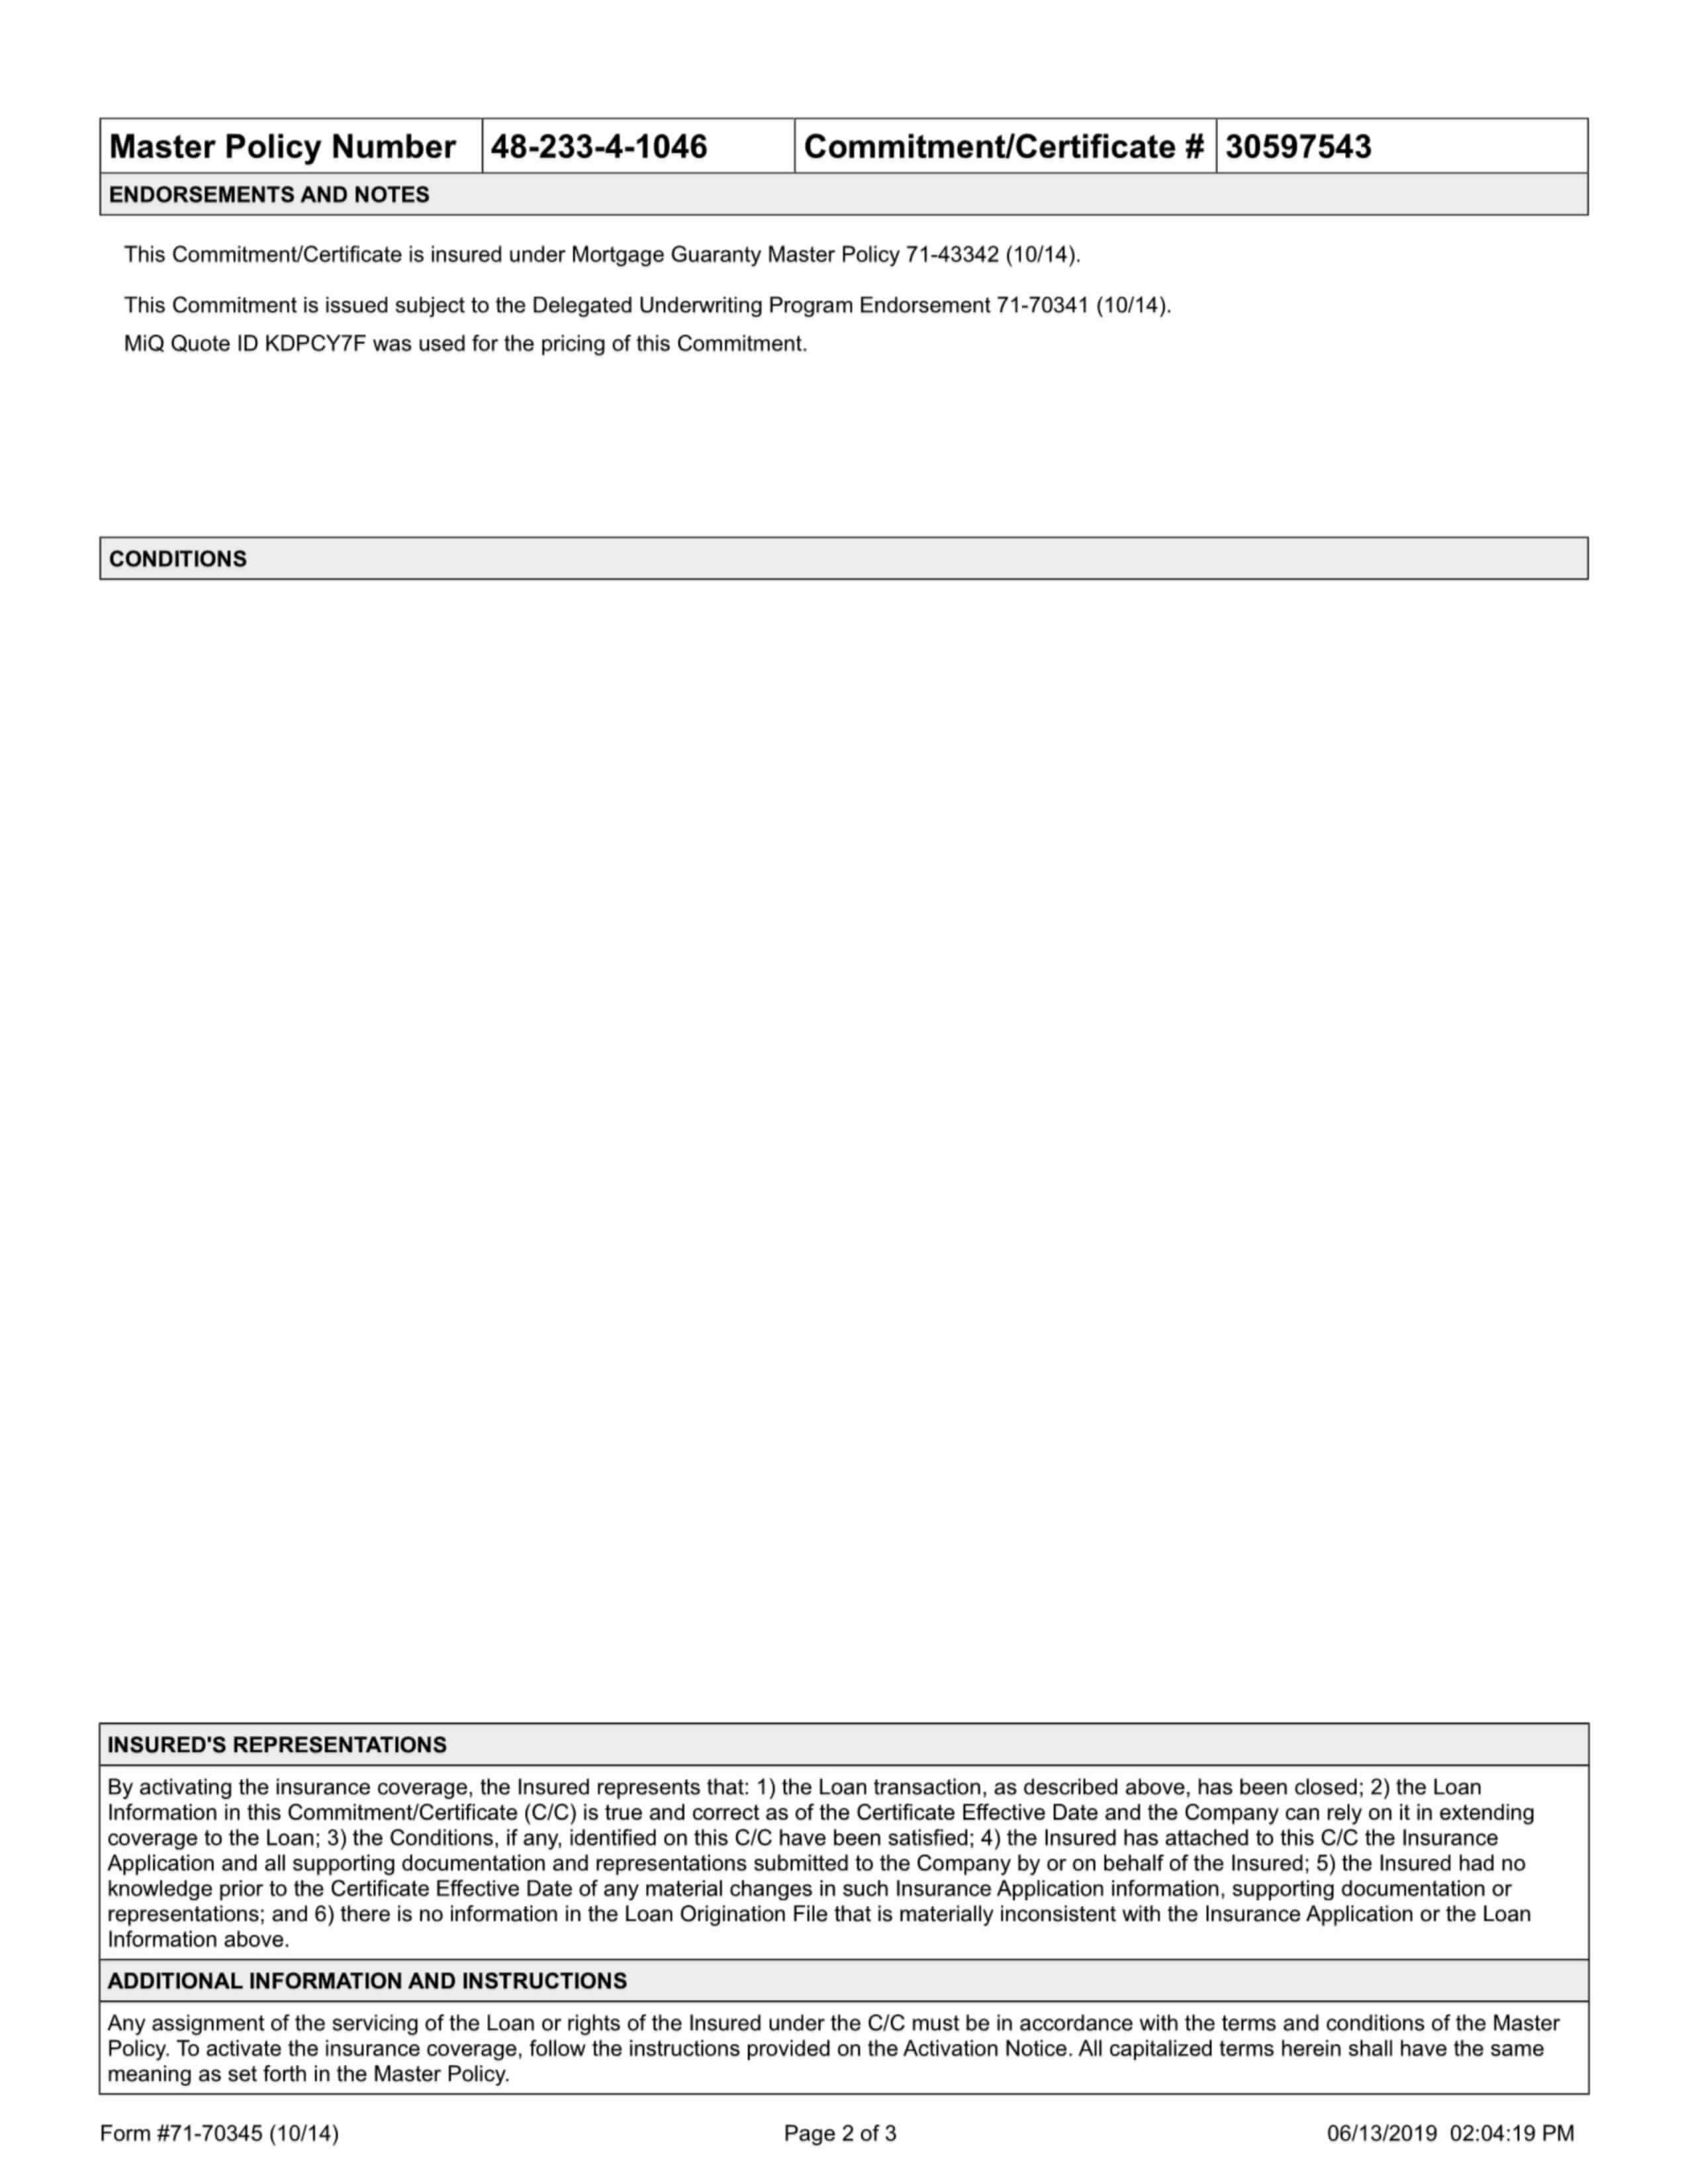 Master Policy Number 48-233-4-1046 Commitment/Certificate # 30597543
ENDORSEMENTS AND NOTES
This Commitment/Certificate is insured under Mortgage Guaranty Master Policy 71-43342 (10/14).
This Commitment is issued subject to the Delegated Underwriting Program Endorsement 71-70341 (10/14).
MiQ Quote ID KDPCY7F was used for the pricing of this Commitment.
CONDITIONS
INSURED'S REPRESENTATIONS
By activating the insurance coverage, the Insured represents that: 1) the Loan transaction, as described above, has been closed; 2) the Loan
Information in this Commitment/Certificate (C/C) is true and correct as of the Certificate Effective Date and the Company can rely on it in extending
coverage to the Loan; 3) the Conditions, if any, identified on this C/C have been satisfied; 4) the Insured has attached to this C/C the Insurance
Application and all supporting documentation and representations submitted to the Company by or on behalf of the Insured; 5) the Insured had no
knowledge prior to the Certificate Effective Date of any material changes in such Insurance Application information, supporting documentation or
representations; and 6) there is no information in the Loan Origination File that is materially inconsistent with the Insurance Application or the Loan
Information above.
ADDITIONAL INFORMATION AND INSTRUCTIONS
Any assignment of the servicing of the Loan or rights of the Insured under the C/C must be in accordance with the terms and conditions of the Master
Policy. To activate the insurance coverage, follow the instructions provided on the Activation Notice. All capitalized terms herein shall have the same
meaning as set forth in the Master Policy.
Form #71-70345 (10/14) Page 2 of 3 06/13/2019 02:04:19 PM